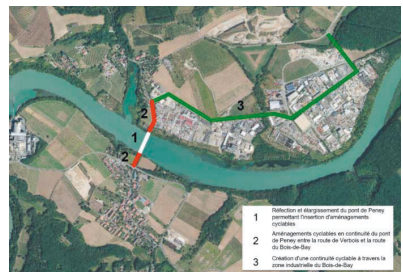 2
1
2
3
1 Réfection et élargissement du pont de Peney
permettant l'insertion d'aménagements
cyclables
2 Aménagements cyclables en continuité du pont
de Peney entre la route de Verbois et la route
du Bois-de-Bay
3 Création d'une continuité cyclable à travers la
zone industrielle du Bois-de-Bay